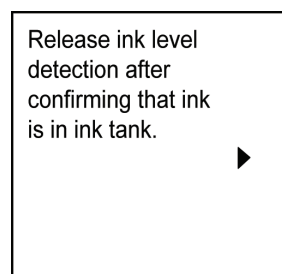 Release ink level
detection after
confirming that ink
is in ink tank.